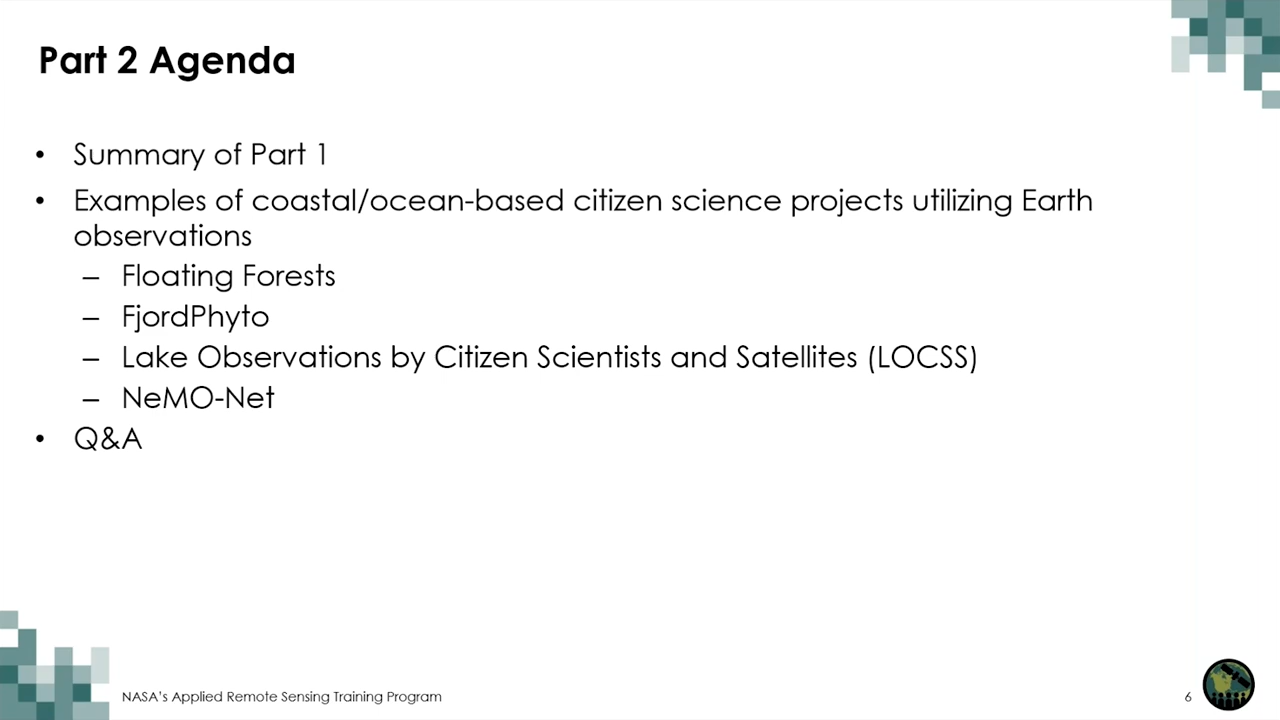 Part 2 Agenda
• Summary of Part 1
• Examples of coastal/ocean-based citizen science projects utilizing Earth
observations
– Floating Forests
– FjordPhyto
– Lake Observations by Citizen Scientists and Satellites (LOCSS)
– NeMO-Net
• Q&A
NASA's Applied Remote Sensing Training Program
6